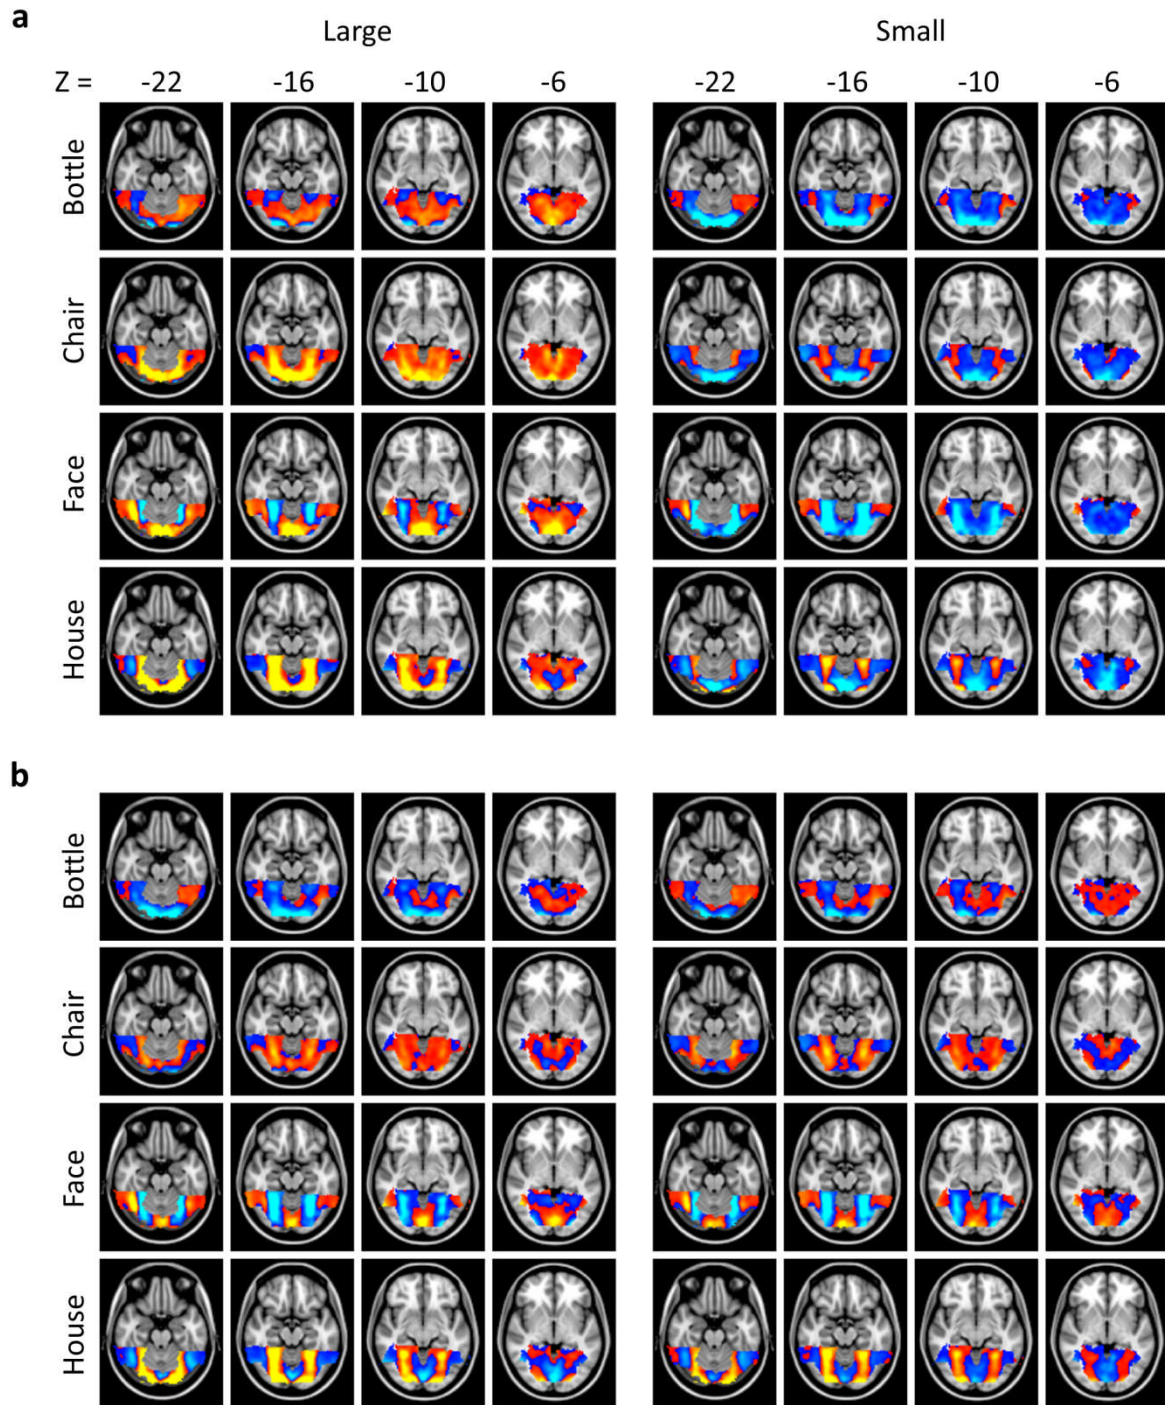 a
Large Small
Z = -22 -16 -10 -6 -22 -16 -10 -6
Bottle
Chair
Face
House
b
Bottle
Chair
Face
House